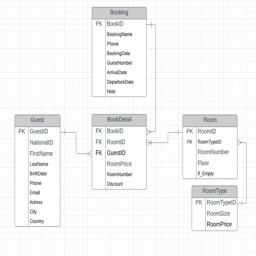 Booking
PK BookID
BookingName
Phone
BookingDate
GuestNumber
ArrivalDate
DepartureDate
Note
Guest
PK GuestID
NationalID
FirstName
LastName
BirthDate
Phone
Email
Adress
City
Country
BookDetail
PK BookID
FK RoomID
FK GuestID
RoomPrice
RoomNumber
Discount
Room
PK RoomID
FK RoomTypeID
RoomNumber
Floor
If_Empty
RoomType
PK RoomTypeID
RoomSize
RoomPrice